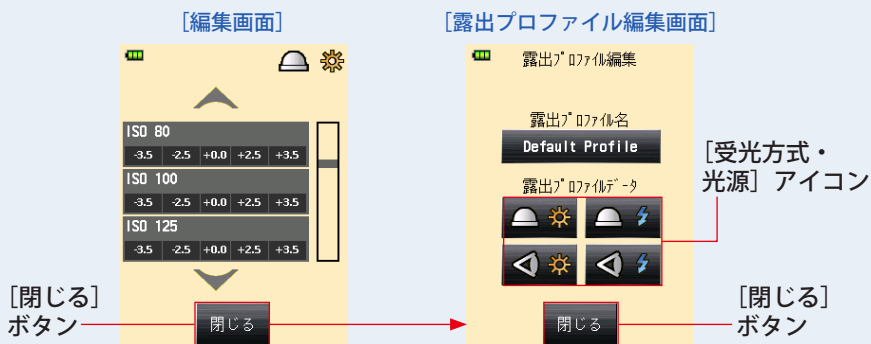 [編集画面]
[露出プロファイル編集画面]
ISO 80
-3.5 -2.5 +0.0 +2.5 +3.5
ISO 100
-3.5 -2.5 +0.0 +2.5 +3.5
ISO 125
-3.5 -2.5 +0.0 +2.5 +3.5
[閉じる]
ボタン
閉じる
露出ﾌﾟﾛﾌｧｲﾙ編集
露出ﾌﾟﾛﾌｧｲﾙ名
Default Profile
露出ﾌﾟﾛﾌｧｲﾙﾃﾞｰﾀ
[受光方式・
光源] アイコン
閉じる
[閉じる]
ボタン